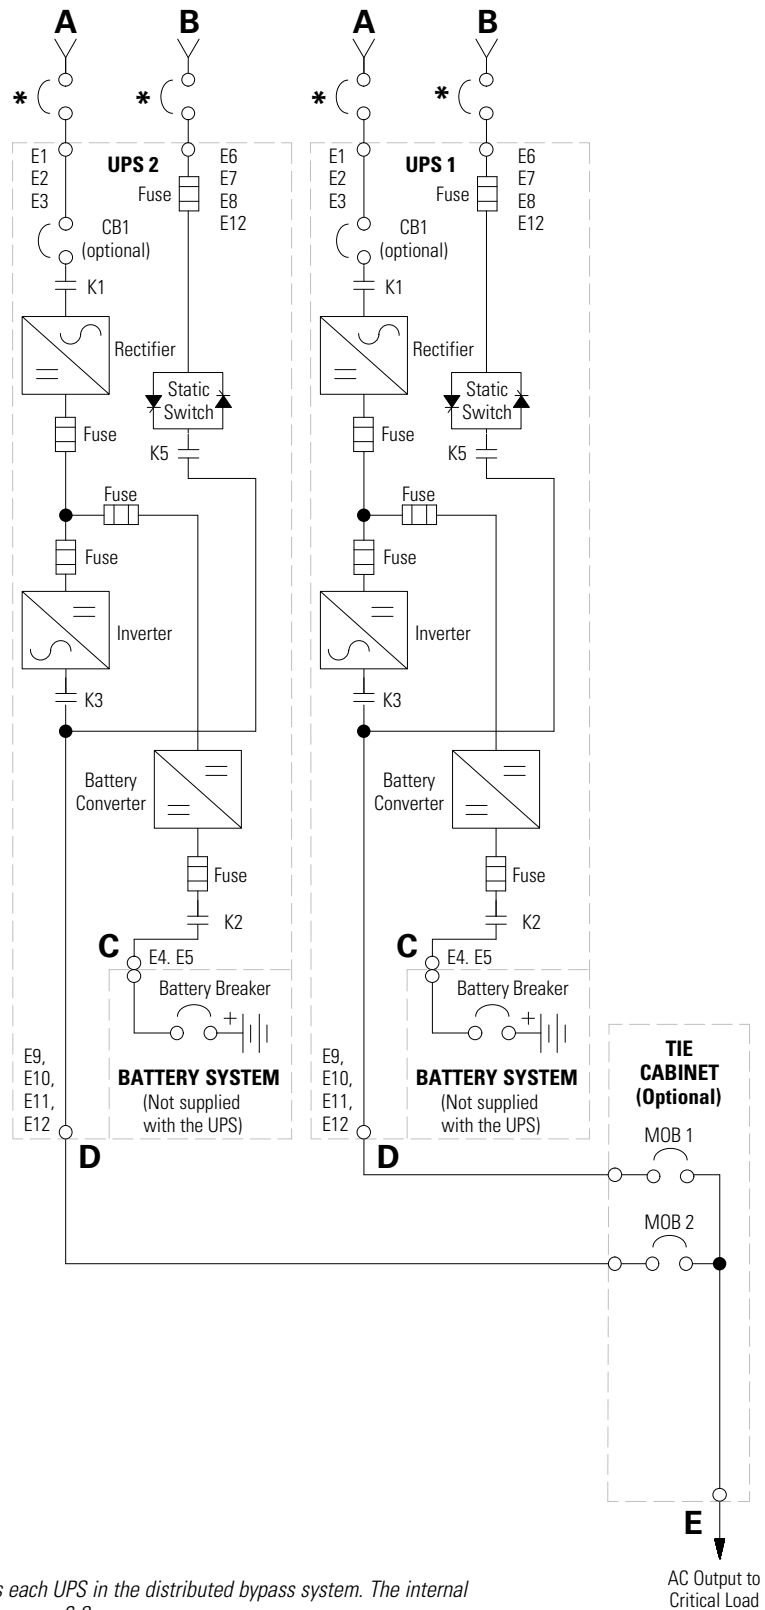 A
B
A
B
*
*
*
*
E1
E2
E3
UPS 2
E6
E7
E8
E12
Fuse
CB1
(optional)
K1
Rectifier
Static
Switch
Fuse
K5
Fuse
Fuse
Inverter
K3
Battery
Converter
Fuse
K2
C
E4. E5
Battery Breaker
+
BATTERY SYSTEM
(Not supplied
with the UPS)
E9,
E10,
E11,
E12
D
E1
E2
E3
UPS 1
E6
E7
E8
E12
Fuse
CB1
(optional)
K1
Rectifier
Static
Switch
Fuse
K5
Fuse
Fuse
Inverter
K3
Battery
Converter
Fuse
K2
C
E4. E5
Battery Breaker
+
BATTERY SYSTEM
(Not supplied
with the UPS)
E9,
E10,
E11,
E12
D
TIE
CABINET
(Optional)
MOB 1
MOB 2
E
AC Output to
Critical Load
s each UPS in the distributed bypass system. The internal